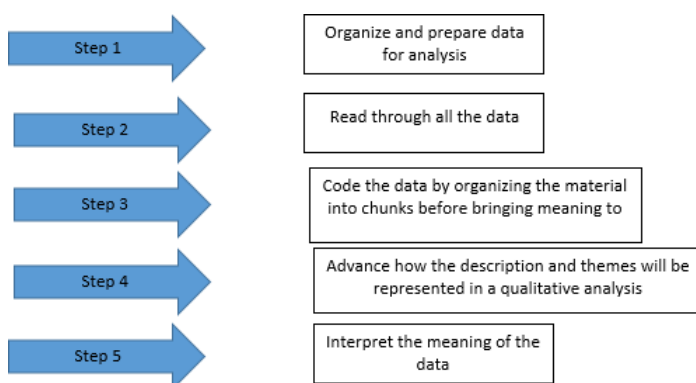 Step 1
Organize and prepare data
for analysis
Step 2
Read through all the data
Step 3
Code the data by organizing the material
into chunks before bringing meaning to
Step 4
Advance how the description and themes will be
represented in a qualitative analysis
Step 5
Interpret the meaning of the
data